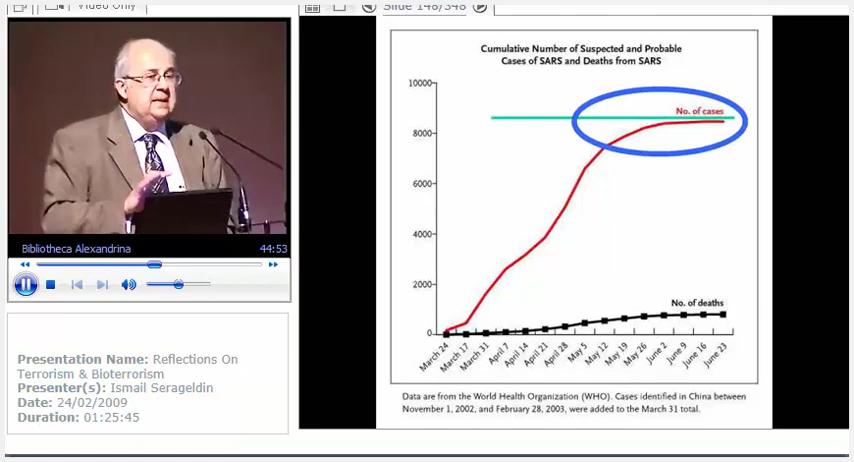 Video Only
Slide 148/348
Cumulative Number of Suspected and Probable
Cases of SARS and Deaths from SARS
10000
8000
6000
4000
2000
0
No. of cases
No. of deaths
March 24
March 17
March 31
April 7
April 14
April 21
April 28
May 5
May 12
May 19
May 26
June 2
June 9
June 16
June 23
Data are from the World Health Organization (WHO). Cases identified in China between
November 1, 2002, and February 28, 2003, were added to the March 31 total.
Bibliotheca Alexandrina 44:53
Presentation Name: Reflections On
Terrorism & Bioterrorism
Presenter(s): Ismail Serageldin
Date: 24/02/2009
Duration: 01:25:45